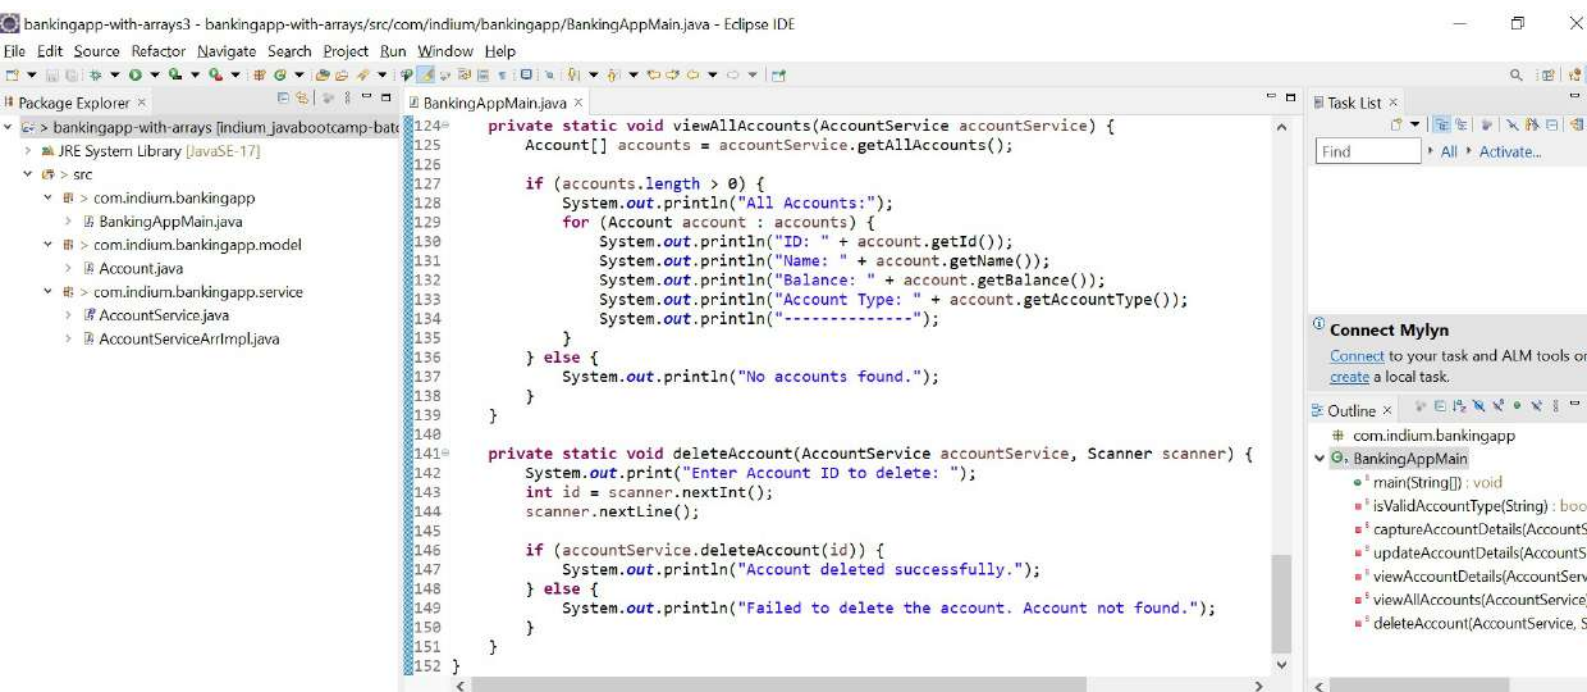 bankingapp-with-arrays3 - bankingapp-with-arrays/src/com/indium/bankingapp/BankingAppMain.java - Eclipse IDE
File Edit Source Refactor Navigate Search Project Run Window Help
Package Explorer ×
> bankingapp-with-arrays [indium_javabootcamp-batc
JRE System Library [JavaSE-17]
> src
> com.indium.bankingapp
BankingAppMain.java
> com.indium.bankingapp.model
Account.java
> com.indium.bankingapp.service
AccountService.java
AccountServiceArrImpl.java
BankingAppMain.java ×
124 private static void viewAllAccounts(AccountService accountService) {
125 Account[] accounts = accountService.getAllAccounts();
126
127 if (accounts.length > 0) {
128 System.out.println("All Accounts:");
129 for (Account account : accounts) {
130 System.out.println("ID: " + account.getId());
131 System.out.println("Name: " + account.getName());
132 System.out.println("Balance: " + account.getBalance());
133 System.out.println("Account Type: " + account.getAccountType());
134 System.out.println("--------------");
135 }
136 } else {
137 System.out.println("No accounts found.");
138 }
139 }
140
141 private static void deleteAccount(AccountService accountService, Scanner scanner) {
142 System.out.print("Enter Account ID to delete: ");
143 int id = scanner.nextInt();
144 scanner.nextLine();
145
146 if (accountService.deleteAccount(id)) {
147 System.out.println("Account deleted successfully.");
148 } else {
149 System.out.println("Failed to delete the account. Account not found.");
150 }
151 }
152 }
Task List ×
Find All Activate...
Connect Mylyn
Connect to your task and ALM tools or
create a local task.
Outline ×
com.indium.bankingapp
BankingAppMain
main(String[]) : void
isValidAccountType(String) : boo
captureAccountDetails(AccountS
updateAccountDetails(AccountS
viewAccountDetails(AccountServ
viewAllAccounts(AccountService)
deleteAccount(AccountService, S